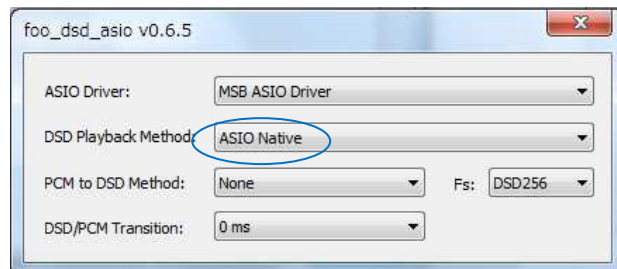 foo_dsd_asio v0.6.5
ASIO Driver: MSB ASIO Driver
DSD Playback Method: ASIO Native
PCM to DSD Method: None Fs: DSD256
DSD/PCM Transition: 0 ms